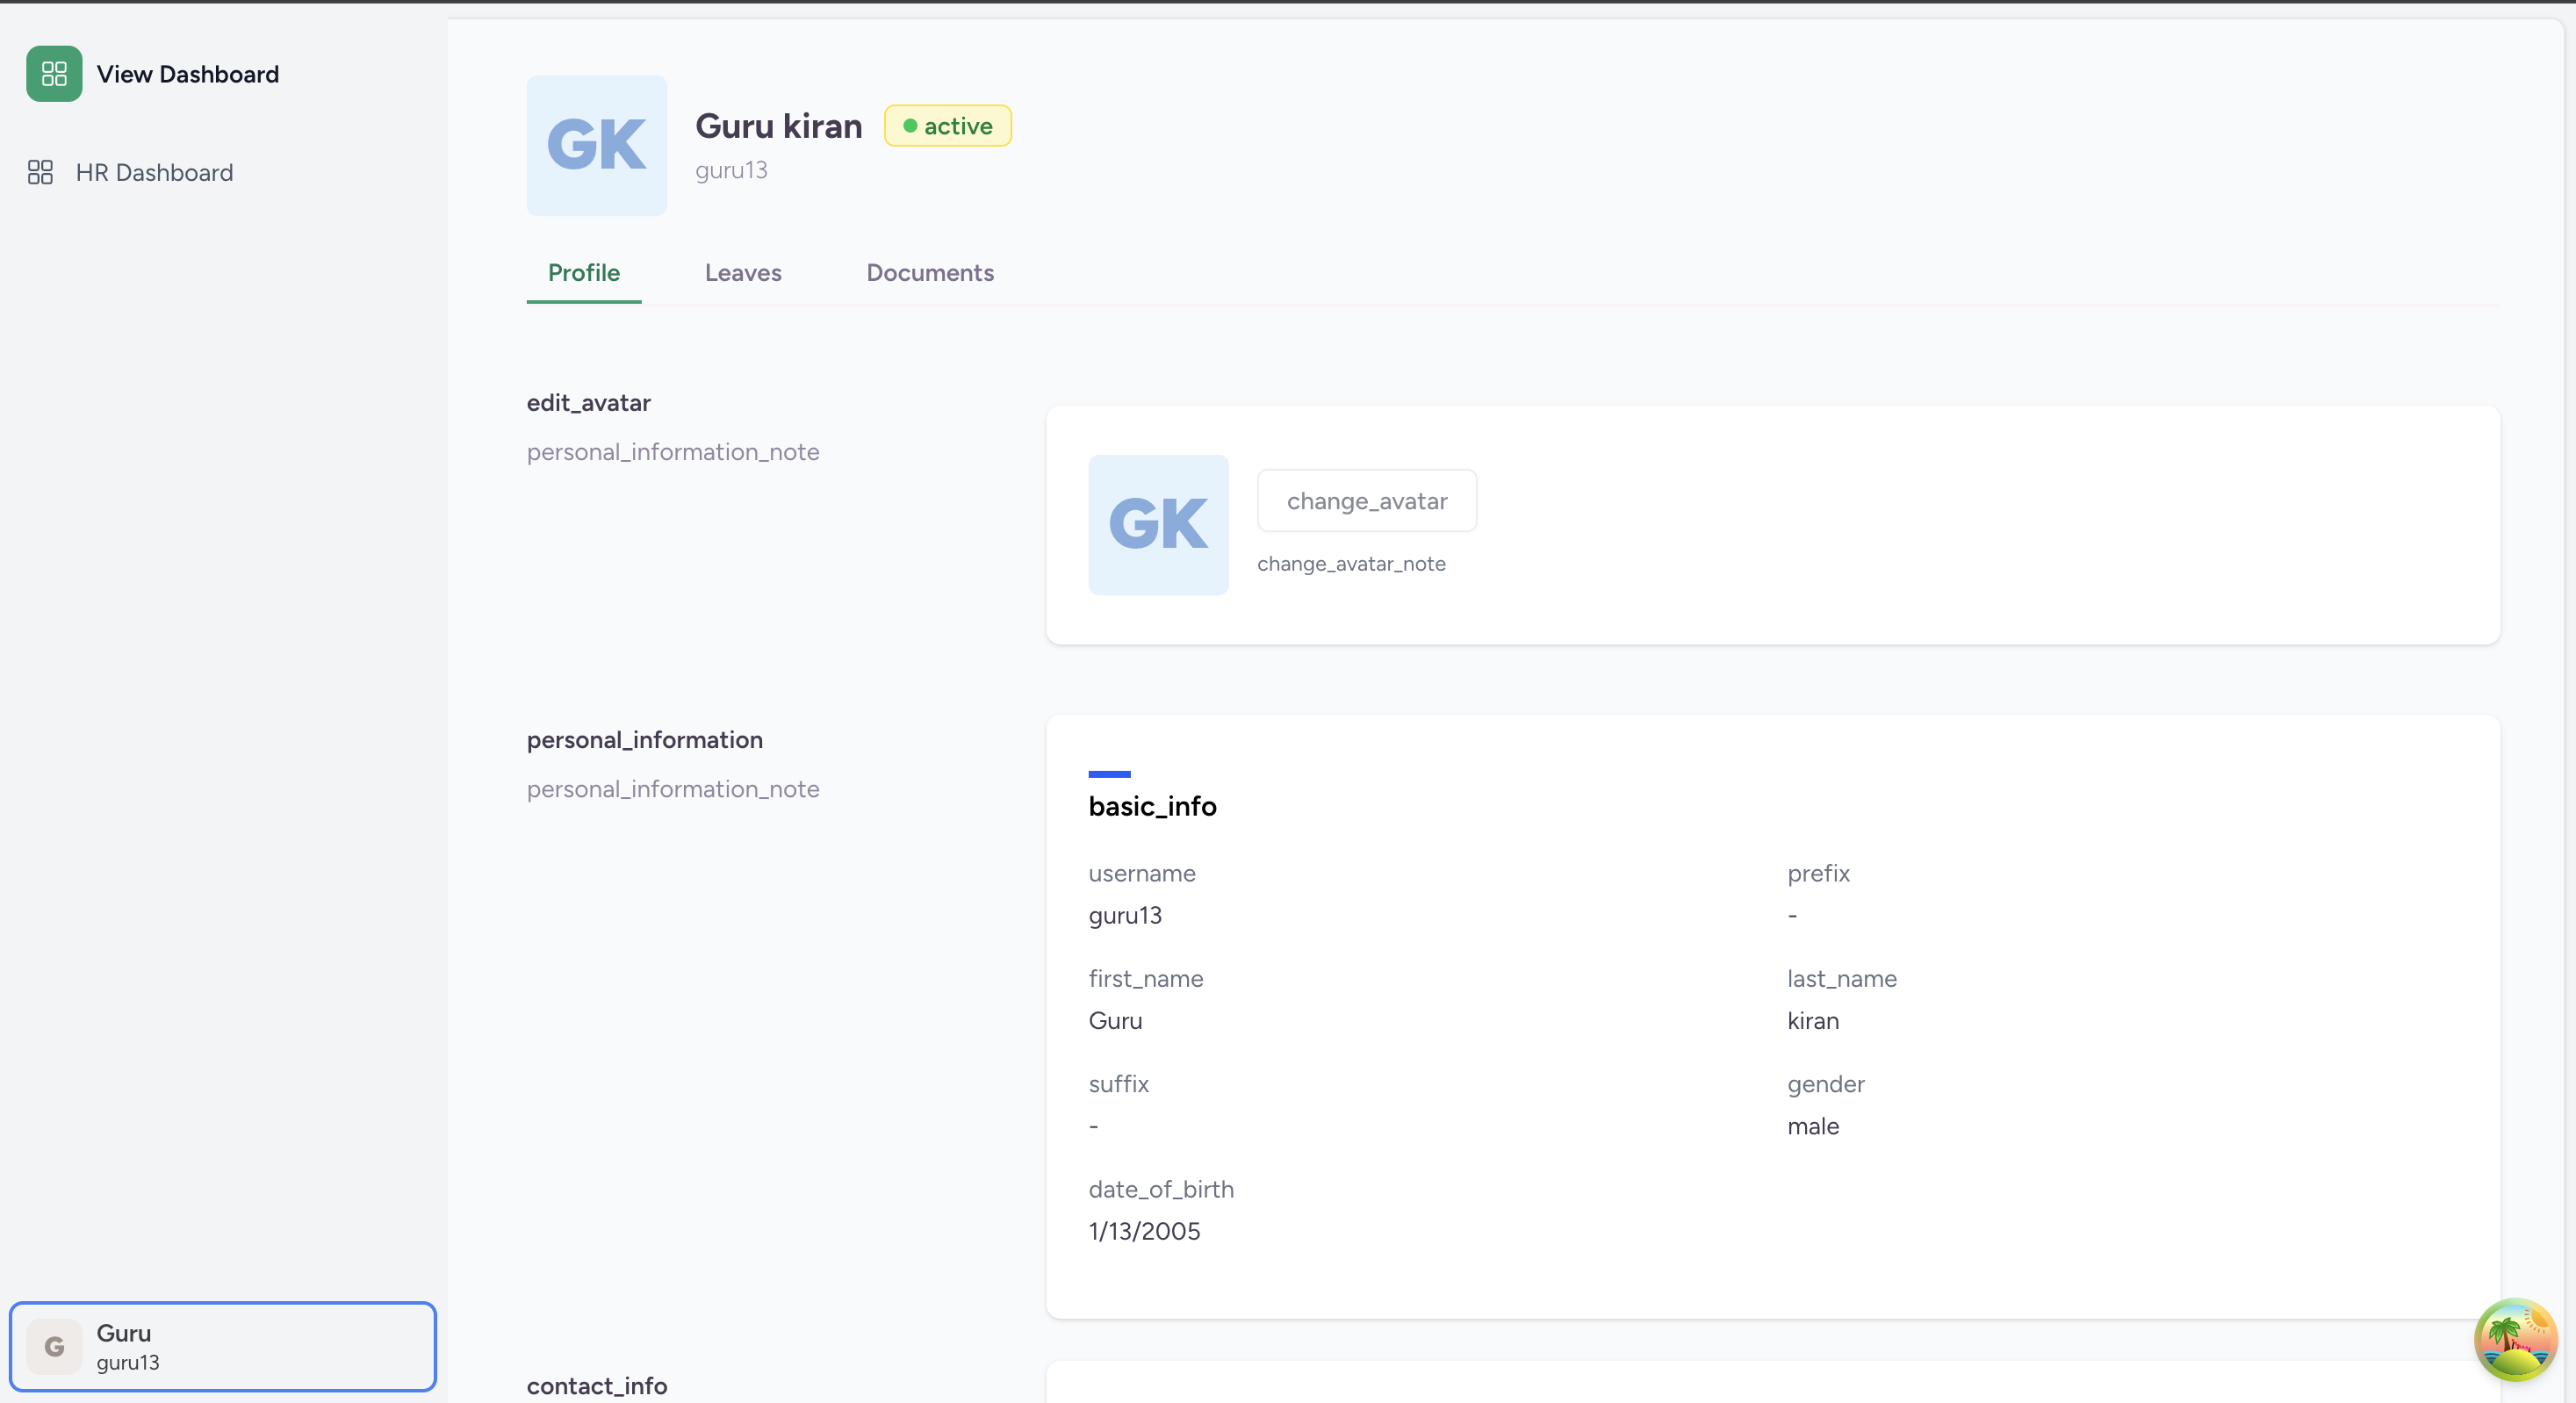 View Dashboard
HR Dashboard
GK
Guru kiran
active
guru13
Profile
Leaves
Documents
edit_avatar
personal_information_note
GK
change_avatar
change_avatar_note
personal_information
personal_information_note
basic_info
username
guru13
prefix
-
first_name
Guru
last_name
kiran
suffix
-
gender
male
date_of_birth
1/13/2005
contact_info
G
Guru
guru13